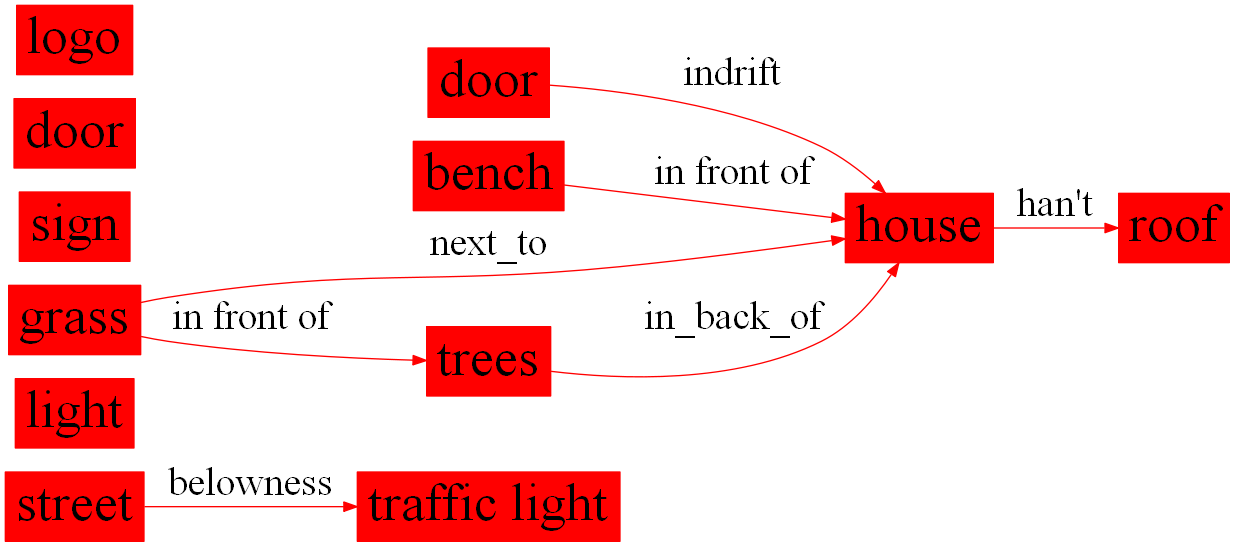 logo
door
sign
grass
light
street
door
bench
next_to
in front of
trees
belowness
traffic light
indrift
in front of
in_back_of
house
han't
roof